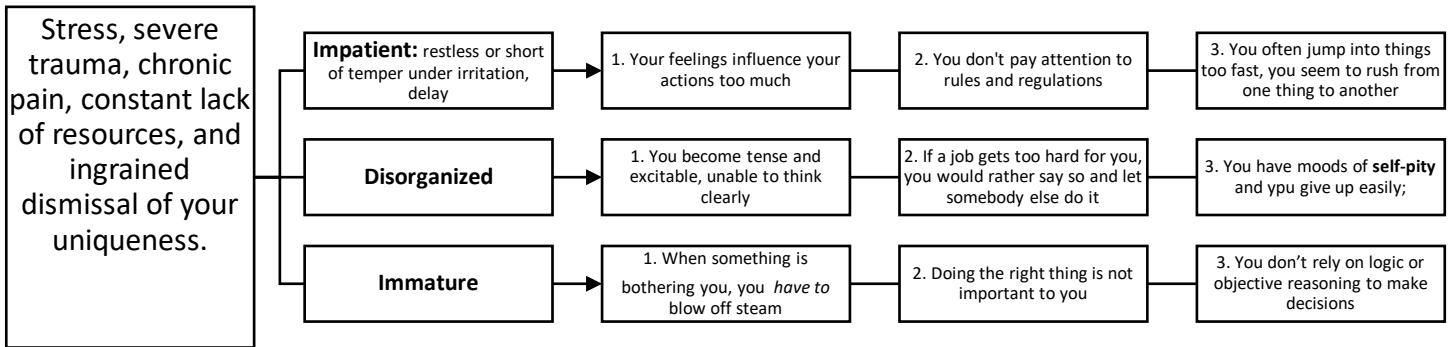 Stress, severe
trauma, chronic
pain, constant lack
of resources, and
ingrained
dismissal of your
uniqueness.
Impatient: restless or short
of temper under irritation,
delay
1. Your feelings influence your
actions too much
2. You don't pay attention to
rules and regulations
3. You often jump into things
too fast, you seem to rush from
one thing to another
Disorganized
1. You become tense and
excitable, unable to think
clearly
2. If a job gets too hard for you,
you would rather say so and let
somebody else do it
3. You have moods of self-pity
and ypu give up easily;
Immature
1. When something is
bothering you, you have to
blow off steam
2. Doing the right thing is not
important to you
3. You don’t rely on logic or
objective reasoning to make
decisions